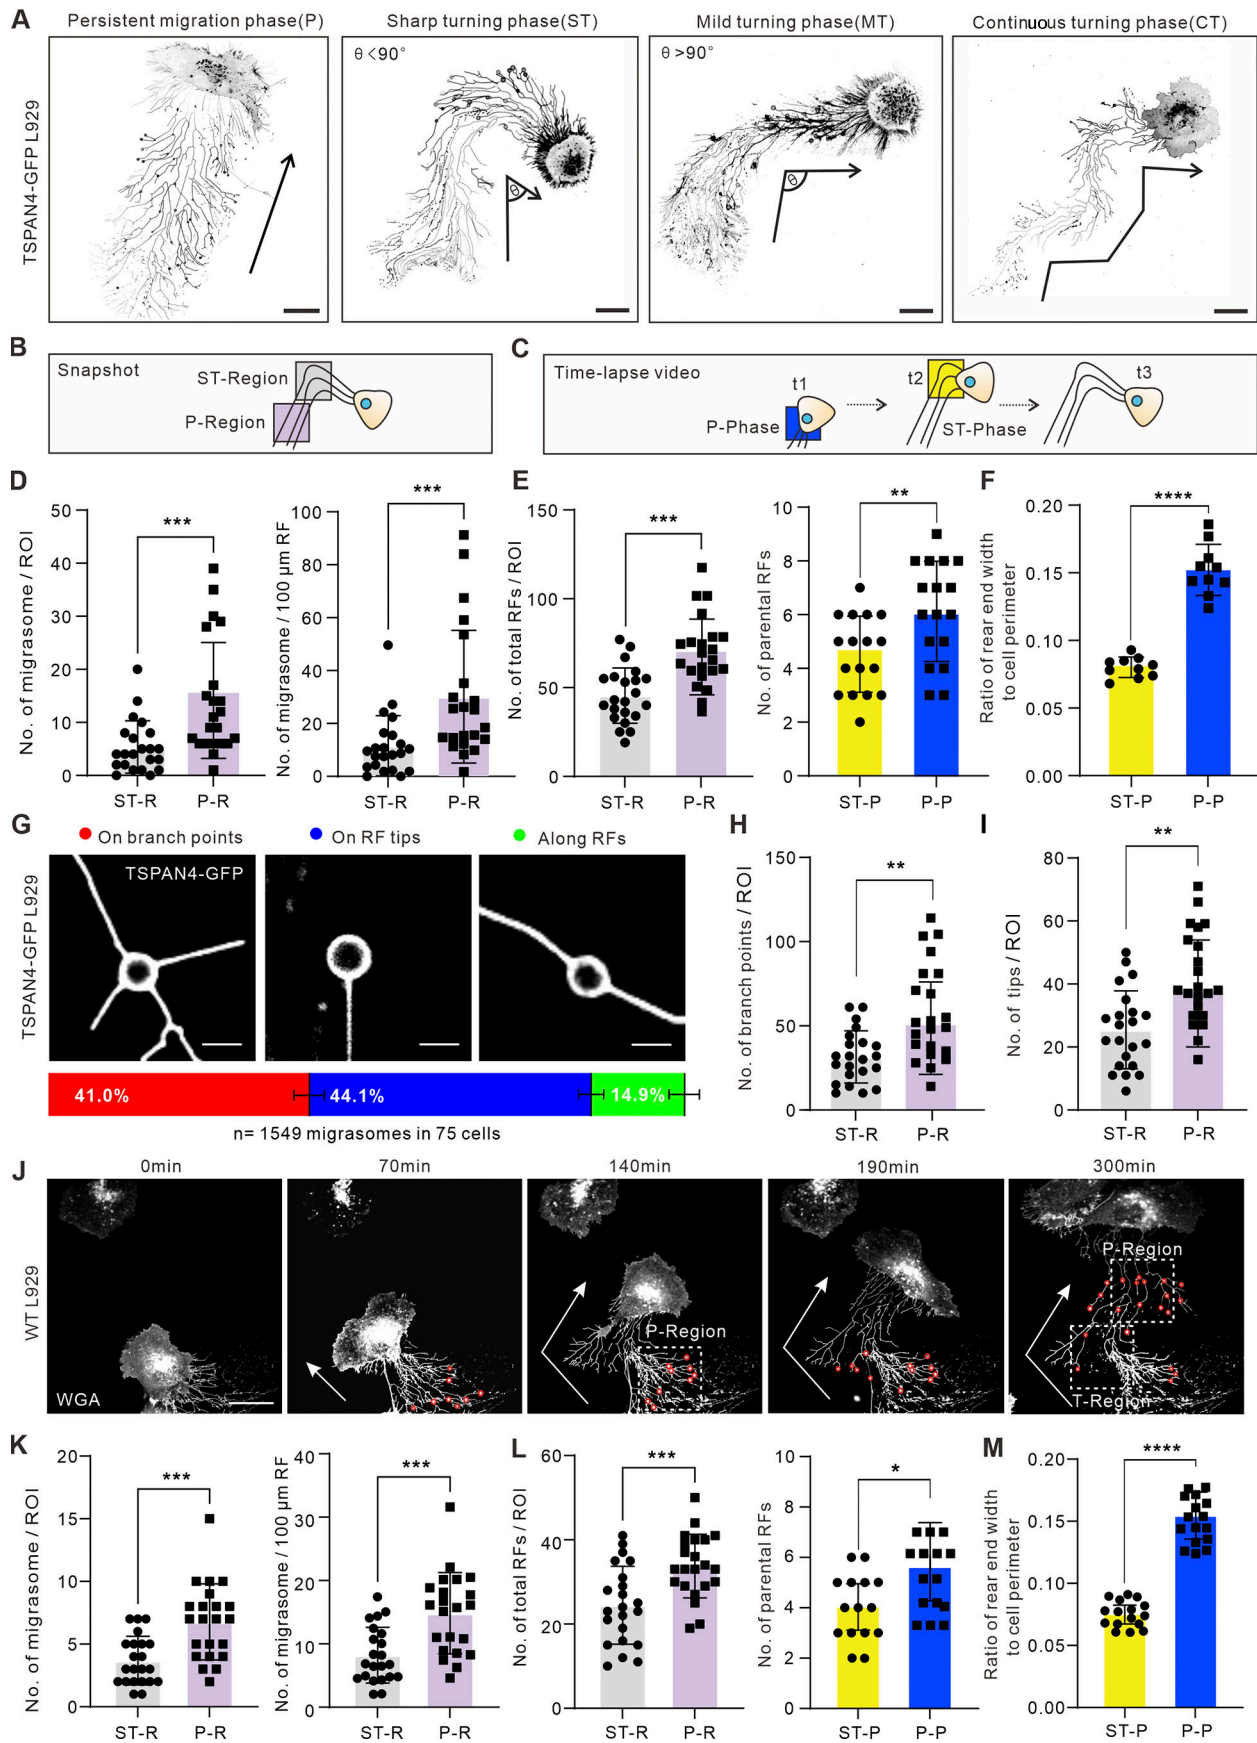 A
Persistent migration phase(P)
Sharp turning phase(ST)
Mild turning phase(MT)
Continuous turning phase(CT)
TSPAN4-GFP L929
θ <90°
θ
θ >90°
θ
B
Snapshot
ST-Region
P-Region
C
Time-lapse video
t1
t2
t3
P-Phase
ST-Phase
D
No. of migrasome / ROI
50
40
30
20
10
0
***
ST-R
P-R
No. of migrasome / 100 μm RF
100
80
60
40
20
0
***
ST-R
P-R
E
No. of total RFs / ROI
150
100
50
0
***
ST-R
P-R
No. of parental RFs
10
8
6
4
2
0
**
ST-P
P-P
F
Ratio of rear end width
to cell perimeter
0.20
0.15
0.10
0.05
0.00
****
ST-P
P-P
G
On branch points
On RF tips
Along RFs
TSPAN4-GFP L929
TSPAN4-GFP
41.0%
44.1%
14.9%
n= 1549 migrasomes in 75 cells
H
No. of branch points / ROI
150
100
50
0
**
ST-R
P-R
I
No. of tips / ROI
80
60
40
20
0
**
ST-R
P-R
J
0min
70min
140min
190min
300min
WT L929
WGA
P-Region
P-Region
T-Region
K
No. of migrasome / ROI
20
15
10
5
0
***
ST-R
P-R
No. of migrasome / 100 μm RF
40
30
20
10
0
***
ST-R
P-R
L
No. of total RFs / ROI
60
40
20
0
***
ST-R
P-R
No. of parental RFs
10
8
6
4
2
0
*
ST-P
P-P
M
Ratio of rear end width
to cell perimeter
0.20
0.15
0.10
0.05
0.00
****
ST-P
P-P